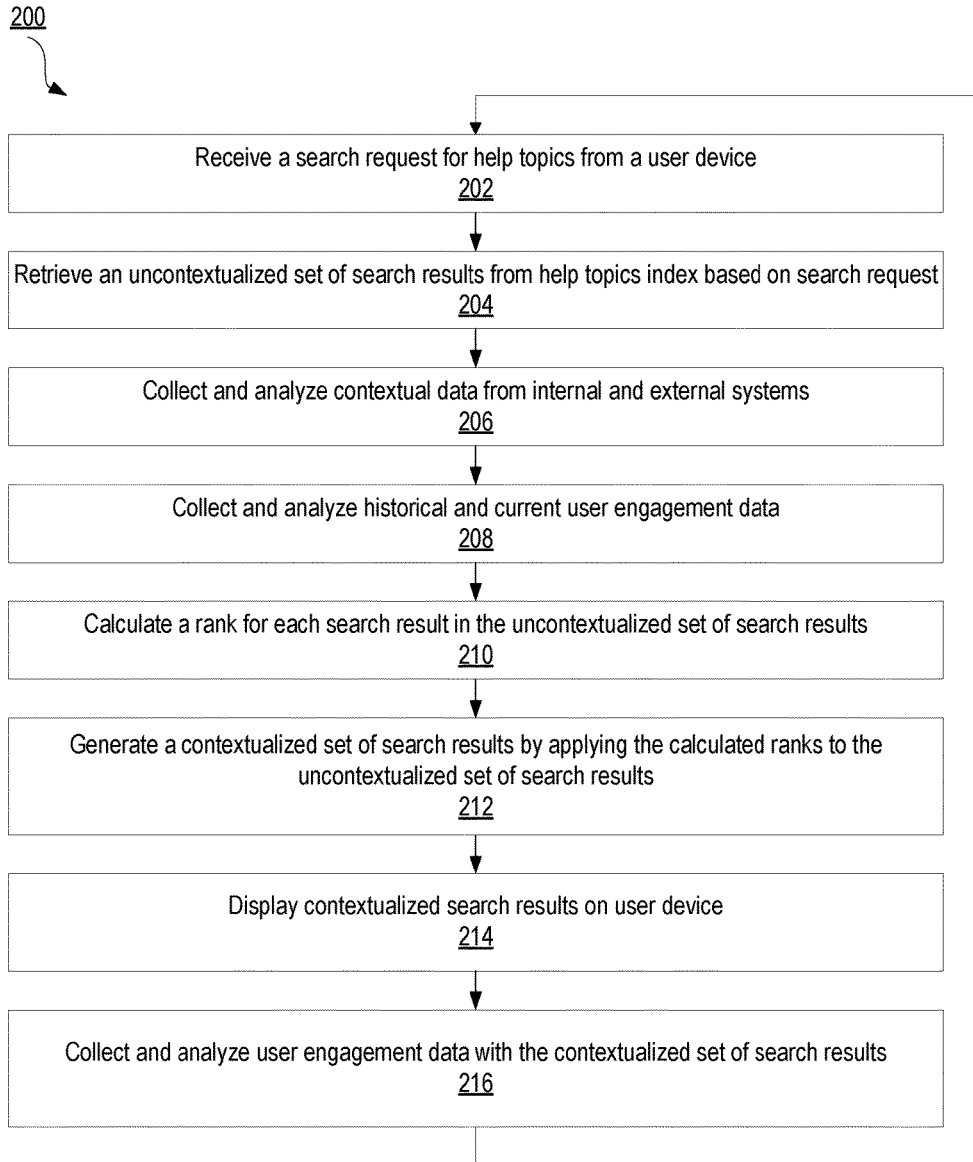 200
Receive a search request for help topics from a user device
202
Retrieve an uncontextualized set of search results from help topics index based on search request
204
Collect and analyze contextual data from internal and external systems
206
Collect and analyze historical and current user engagement data
208
Calculate a rank for each search result in the uncontextualized set of search results
210
Generate a contextualized set of search results by applying the calculated ranks to the
uncontextualized set of search results
212
Display contextualized search results on user device
214
Collect and analyze user engagement data with the contextualized set of search results
216